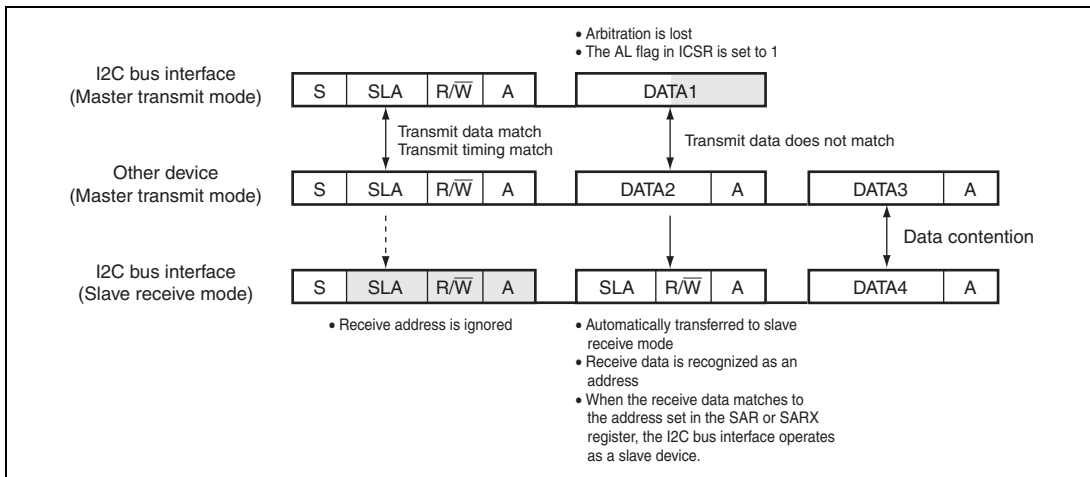 • Arbitration is lost
• The AL flag in ICSR is set to 1
I2C bus interface
(Master transmit mode)
S SLA R/W̅ A DATA1
Transmit data match
Transmit timing match
Transmit data does not match
Other device
(Master transmit mode)
S SLA R/W̅ A DATA2 A DATA3 A
Data contention
I2C bus interface
(Slave receive mode)
S SLA R/W̅ A SLA R/W̅ A DATA4 A
• Receive address is ignored
• Automatically transferred to slave
receive mode
• Receive data is recognized as an
address
• When the receive data matches to
the address set in the SAR or SARX
register, the I2C bus interface operates
as a slave device.